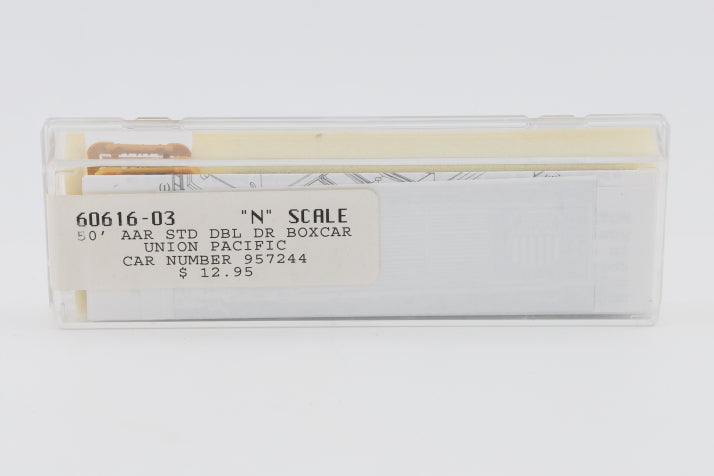 60616-03 "N" SCALE
50' AAR STD DBL DR BOXCAR
UNION PACIFIC
CAR NUMBER 957244
$ 12.95